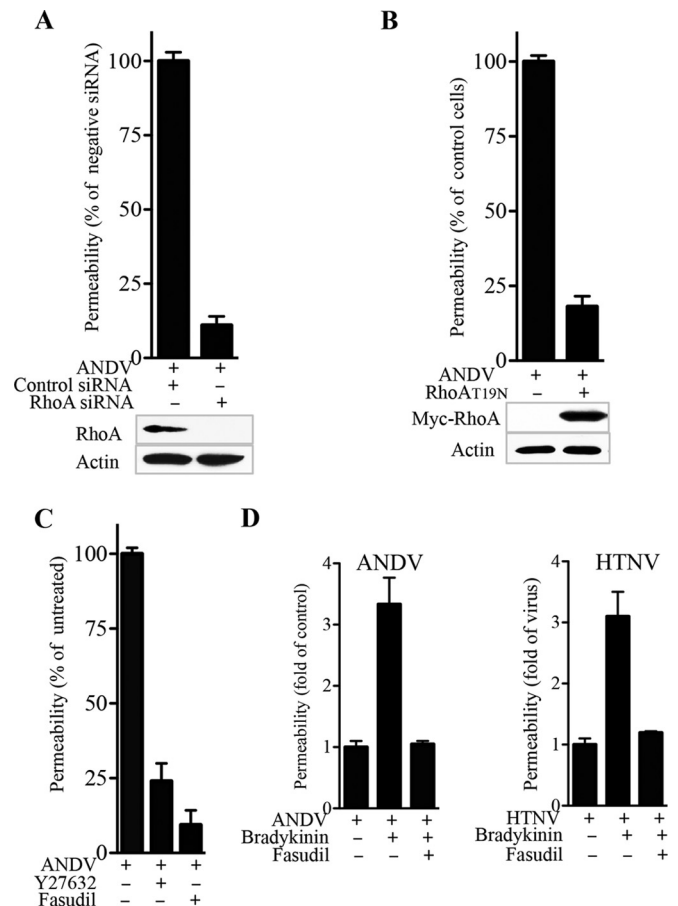 A
Permeability (% of negative siRNA)
100
75
50
25
0
ANDV + +
Control siRNA + –
RhoA siRNA – +
RhoA
Actin
B
Permeability (% of control cells)
100
75
50
25
0
ANDV + +
RhoAT19N – +
Myc-RhoA
Actin
C
Permeability (% of untreated)
100
75
50
25
0
ANDV + + +
Y27632 – + –
Fasudil – – +
D
ANDV
Permeability (fold of control)
4
3
2
1
0
ANDV + + +
Bradykinin – + +
Fasudil – – +
HTNV
Permeability (fold of virus)
4
3
2
1
0
HTNV + + +
Bradykinin – + +
Fasudil – – +